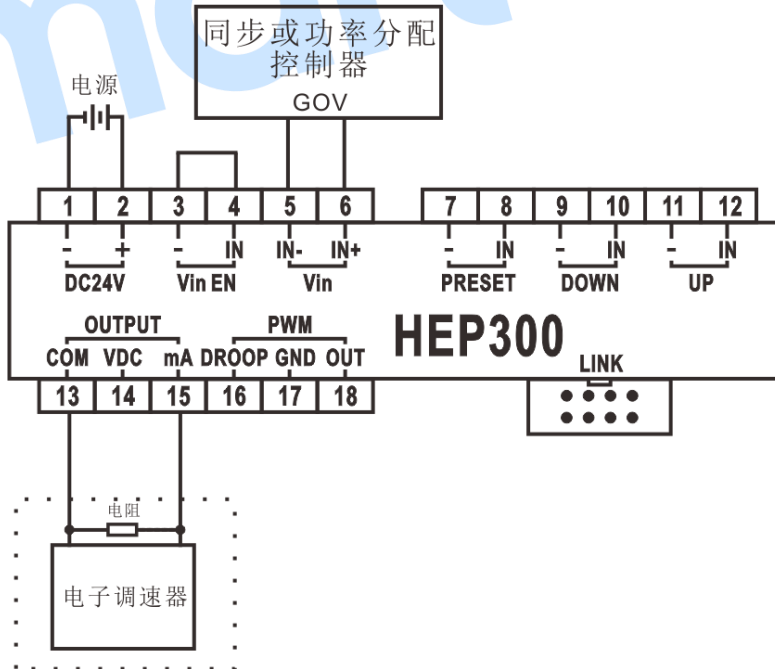 同步或功率分配
控制器
GOV
电源
1 2 3 4 5 6 7 8 9 10 11 12
- + - IN IN- IN+ - IN - IN - IN
DC24V Vin EN Vin PRESET DOWN UP
OUTPUT PWM HEP300
COM VDC mA DROOP GND OUT LINK
13 14 15 16 17 18
电阻
电子调速器